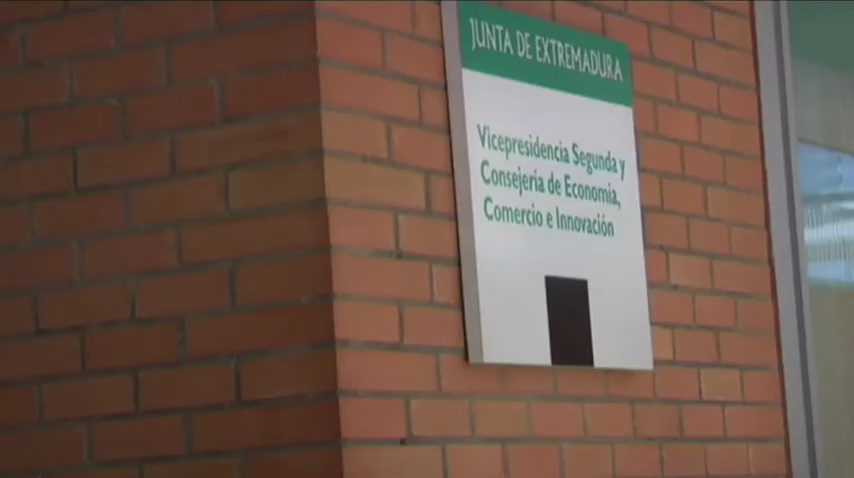 JUNTA DE EXTREMADURA
Vicepresidencia Segunda y
Consejería de Economía,
Comercio e Innovación